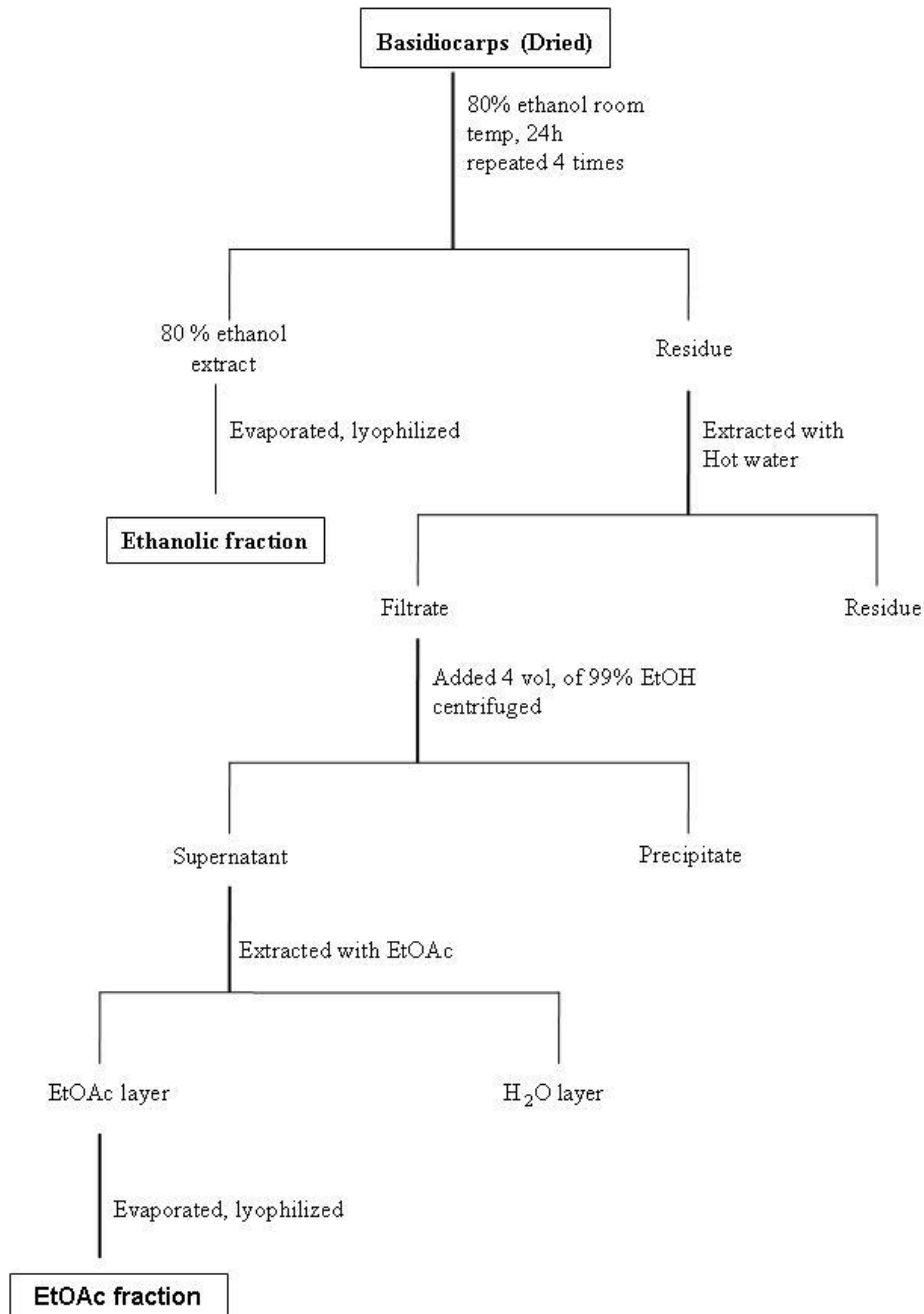 Basidiocarps (Dried)
80% ethanol room
temp, 24h
repeated 4 times
80 % ethanol
extract
Residue
Evaporated, lyophilized
Extracted with
Hot water
Ethanolic fraction
Filtrate
Residue
Added 4 vol, of 99% EtOH
centrifuged
Supernatant
Precipitate
Extracted with EtOAc
EtOAc layer
H₂O layer
Evaporated, lyophilized
EtOAc fraction